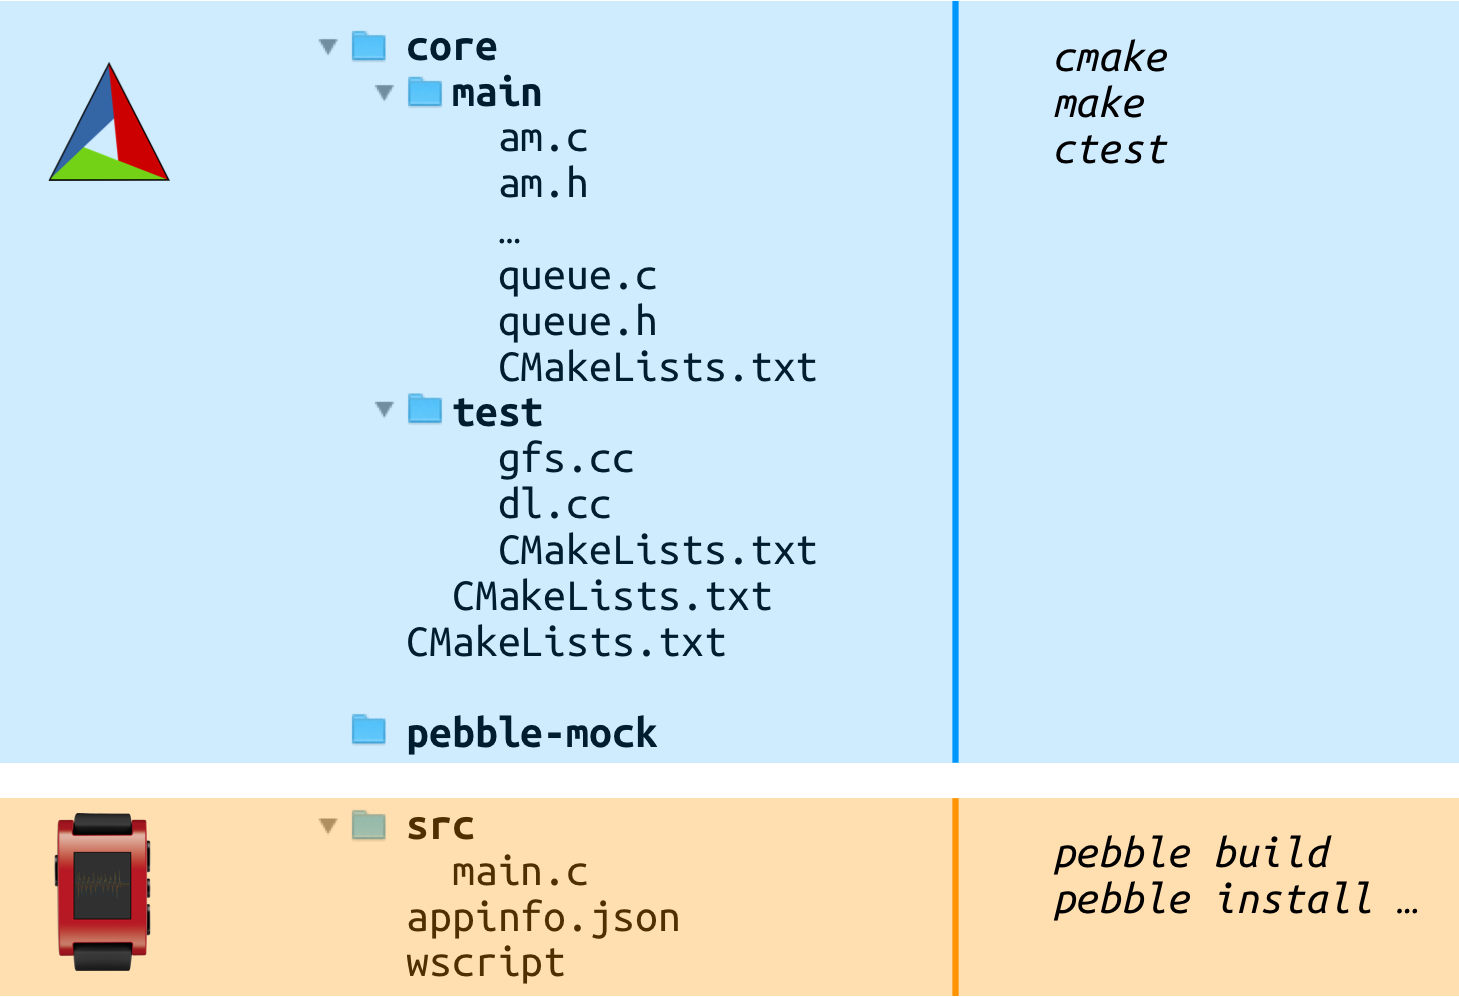 core
main
am.c
am.h
…
queue.c
queue.h
CMakeLists.txt
test
gfs.cc
dl.cc
CMakeLists.txt
CMakeLists.txt
CMakeLists.txt
pebble-mock
cmake
make
ctest
src
main.c
appinfo.json
wscript
pebble build
pebble install …